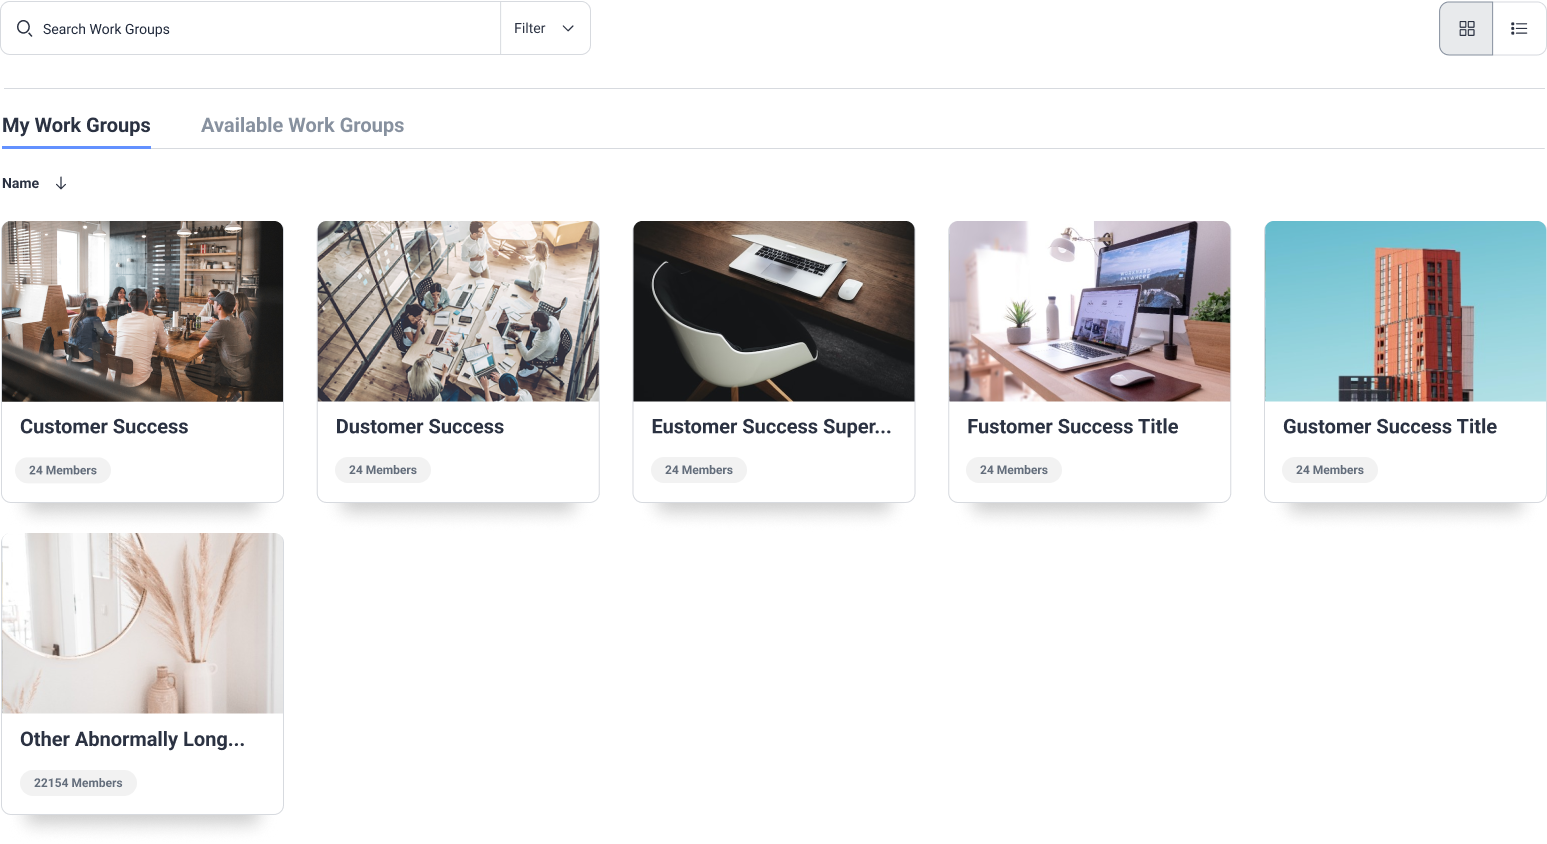 Search Work Groups
Filter
My Work Groups
Available Work Groups
Name
Customer Success
Dustomer Success
Eustomer Success Super...
Fustomer Success Title
Gustomer Success Title
24 Members
24 Members
24 Members
24 Members
24 Members
Other Abnormally Long...
22154 Members